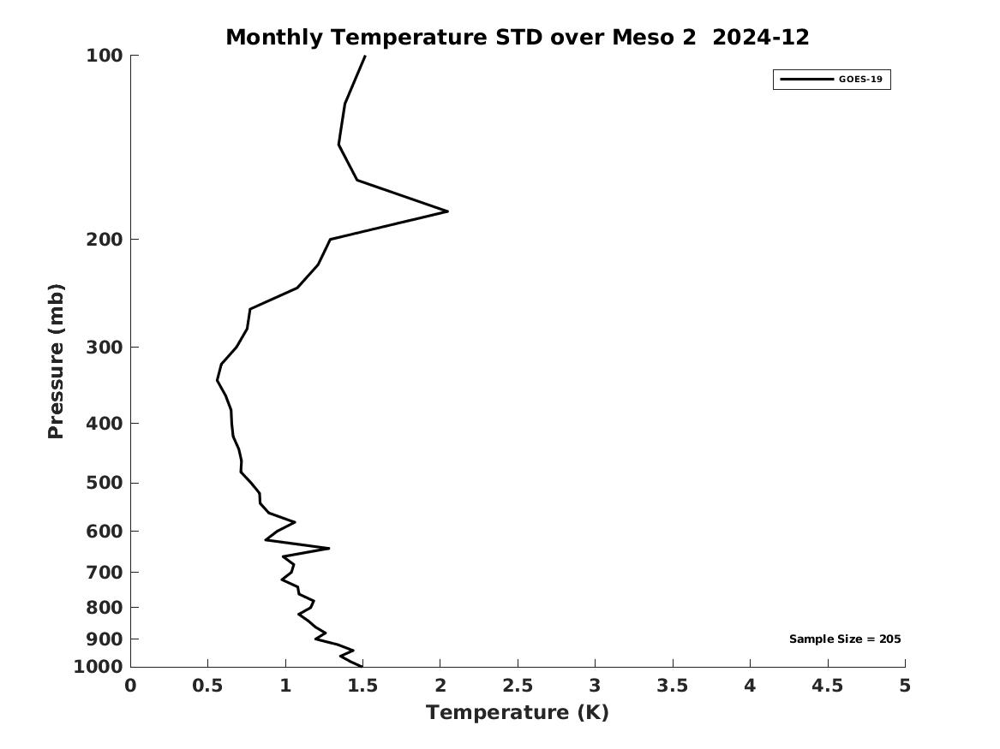 Monthly Temperature STD over Meso 2  2024-12
GOES-19
100
200
300
400
500
600
700
800
900
1000
Pressure (mb)
Sample Size = 205
0 0.5 1 1.5 2 2.5 3 3.5 4 4.5 5
Temperature (K)